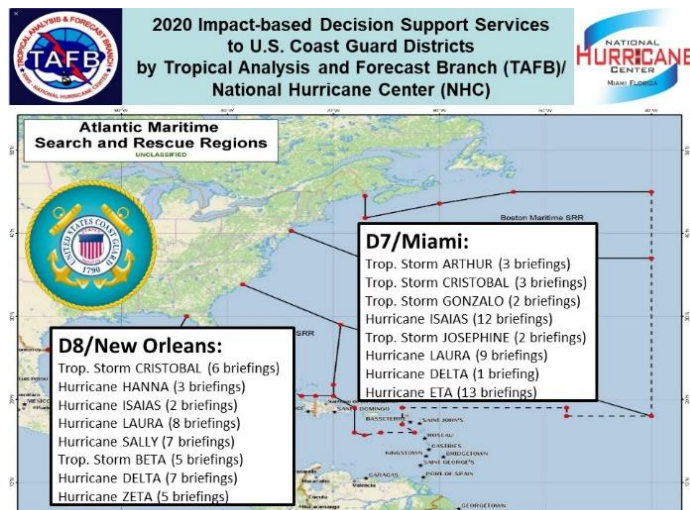 2020 Impact-based Decision Support Services
to U.S. Coast Guard Districts
by Tropical Analysis and Forecast Branch (TAFB)/
National Hurricane Center (NHC)
TROPICAL ANALYSIS & FORECAST BRANCH
TAFB
NATIONAL HURRICANE CENTER
NATIONAL
HURRICANE
CENTER
MIAMI FLORIDA
Atlantic Maritime
Search and Rescue Regions
UNCLASSIFIED
UNITED STATES COAST GUARD
1790
Boston Maritime SRR
D7/Miami:
Trop. Storm ARTHUR (3 briefings)
Trop. Storm CRISTOBAL (3 briefings)
Trop. Storm GONZALO (2 briefings)
Hurricane ISAIAS (12 briefings)
Trop. Storm JOSEPHINE (2 briefings)
Hurricane LAURA (9 briefings)
Hurricane DELTA (1 briefing)
Hurricane ETA (13 briefings)
SRR
D8/New Orleans:
Trop. Storm CRISTOBAL (6 briefings)
Hurricane HANNA (3 briefings)
Hurricane ISAIAS (2 briefings)
Hurricane LAURA (8 briefings)
Hurricane SALLY (7 briefings)
Trop. Storm BETA (5 briefings)
Hurricane DELTA (7 briefings)
Hurricane ZETA (5 briefings)
SANTO DOMINGO
BASSETERRE
SAINT JOHN'S
ROSEAU
CASTRIES
KINGSTOWN
BRIDGETOWN
SAINT GEORGE'S
PORT-OF-SPAIN
CARACAS
GEORGETOWN